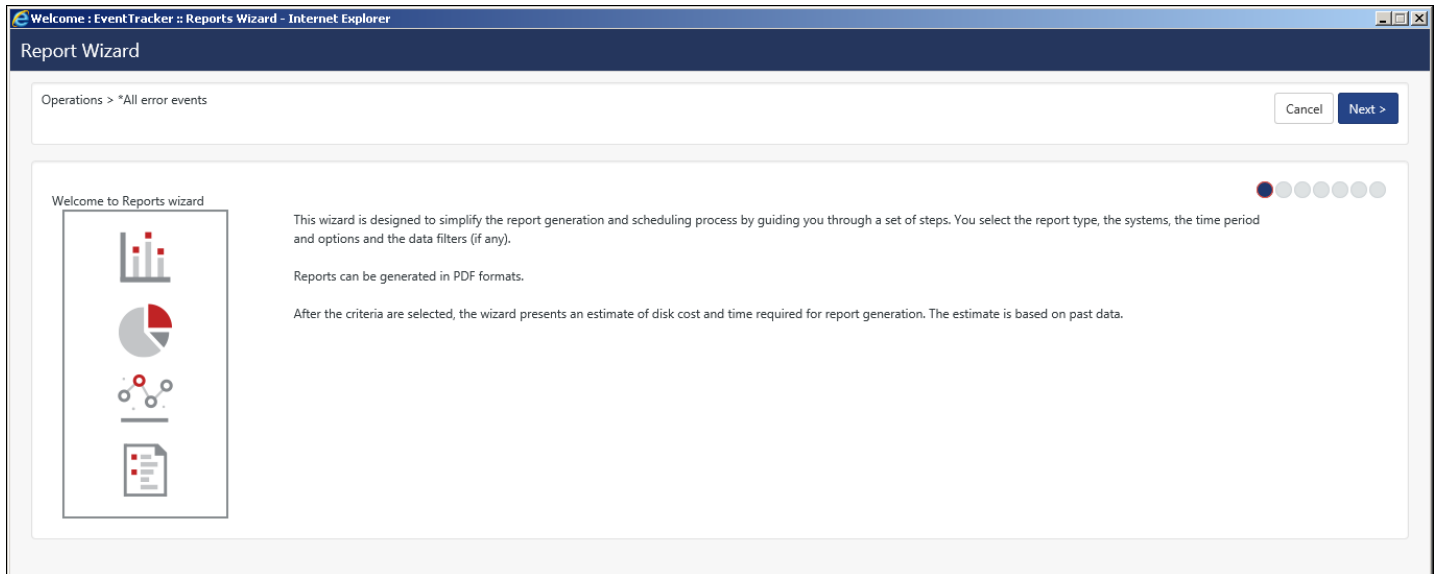 Welcome : EventTracker :: Reports Wizard - Internet Explorer
Report Wizard
Operations > *All error events
Cancel
Next >
Welcome to Reports wizard
This wizard is designed to simplify the report generation and scheduling process by guiding you through a set of steps. You select the report type, the systems, the time period
and options and the data filters (if any).
Reports can be generated in PDF formats.
After the criteria are selected, the wizard presents an estimate of disk cost and time required for report generation. The estimate is based on past data.